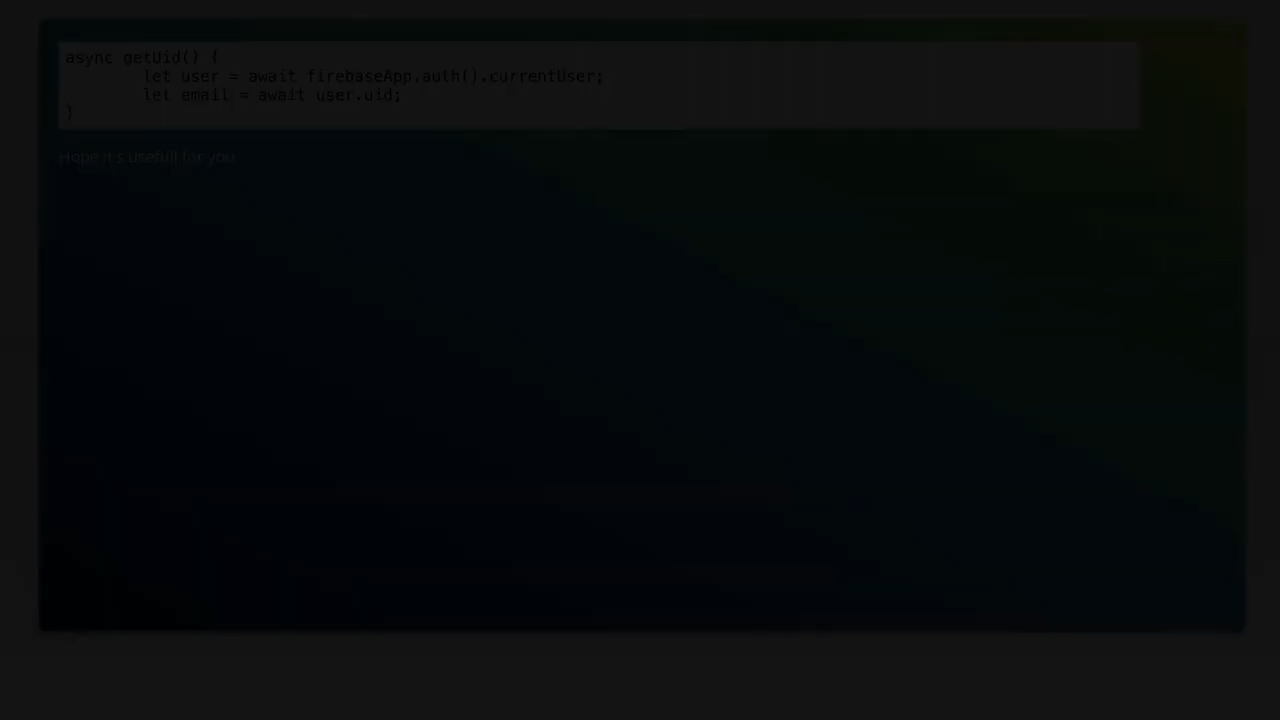 async getUid() {
        let user = await firebaseApp.auth().currentUser;
        let email = await user.uid;
}
Hope it's usefull for you